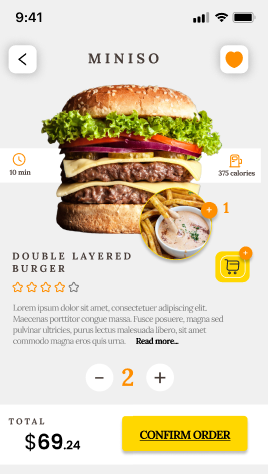 9:41
MINISO
10 min
375 calories
+ 1
DOUBLE LAYERED
BURGER
+
Lorem ipsum dolor sit amet, consectetuer adipiscing elit.
Maecenas porttitor congue massa. Fusce posuere, magna sed
pulvinar ultricies, purus lectus malesuada libero, sit amet
commodo magna eros quis urna. Read more...
− 2 +
TOTAL
$69.24
CONFIRM ORDER